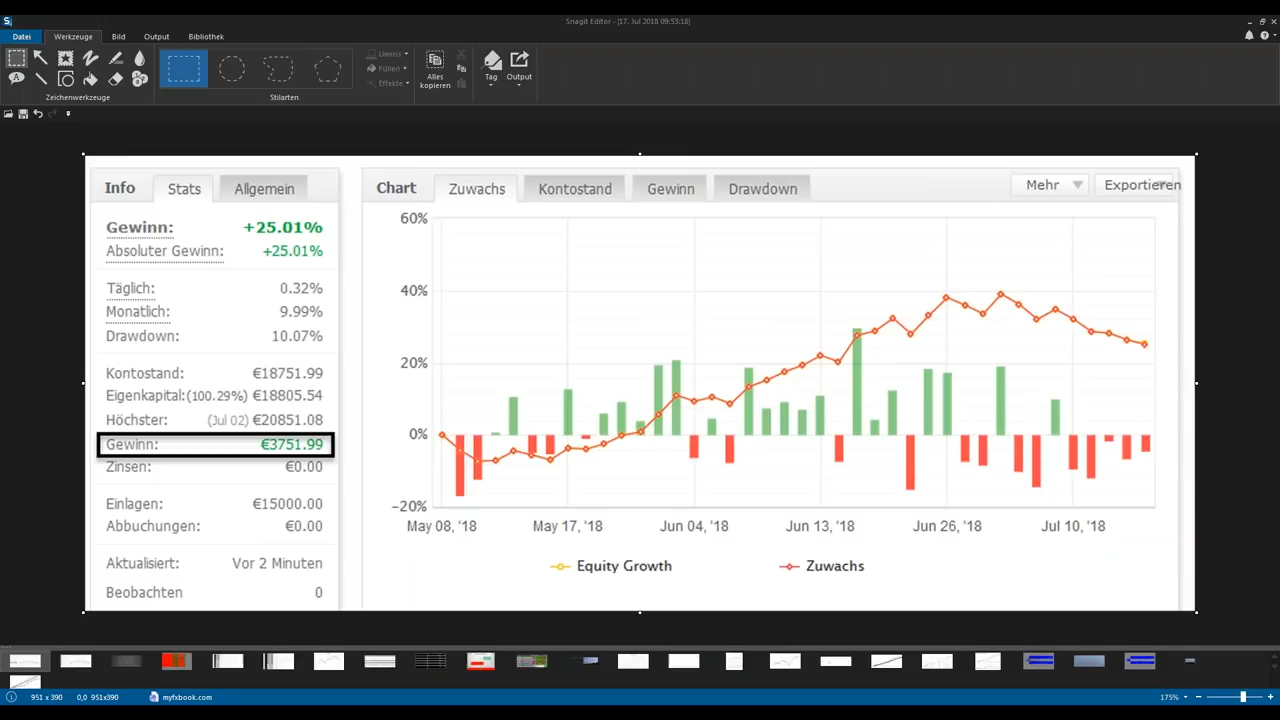 Snagit Editor - [17. Jul 2018 09:53:18]
Datei Werkzeuge Bild Output Bibliothek
Umriss
Füllen
Effekte
Alles kopieren
Tag
Output
Zeichenwerkzeuge
Stilarten
Info Stats Allgemein
Gewinn: +25.01%
Absoluter Gewinn: +25.01%
Täglich: 0.32%
Monatlich: 9.99%
Drawdown: 10.07%
Kontostand: €18751.99
Eigenkapital: (100.29%) €18805.54
Höchster: (Jul 02) €20851.08
Gewinn: €3751.99
Zinsen: €0.00
Einlagen: €15000.00
Abbuchungen: €0.00
Aktualisiert: Vor 2 Minuten
Beobachten 0
Chart Zuwachs Kontostand Gewinn Drawdown Mehr Exportieren
60%
40%
20%
0%
−20%
May 08, '18 May 17, '18 Jun 04, '18 Jun 13, '18 Jun 26, '18 Jul 10, '18
Equity Growth Zuwachs
951 x 390 0,0 951x390 myfxbook.com 175%